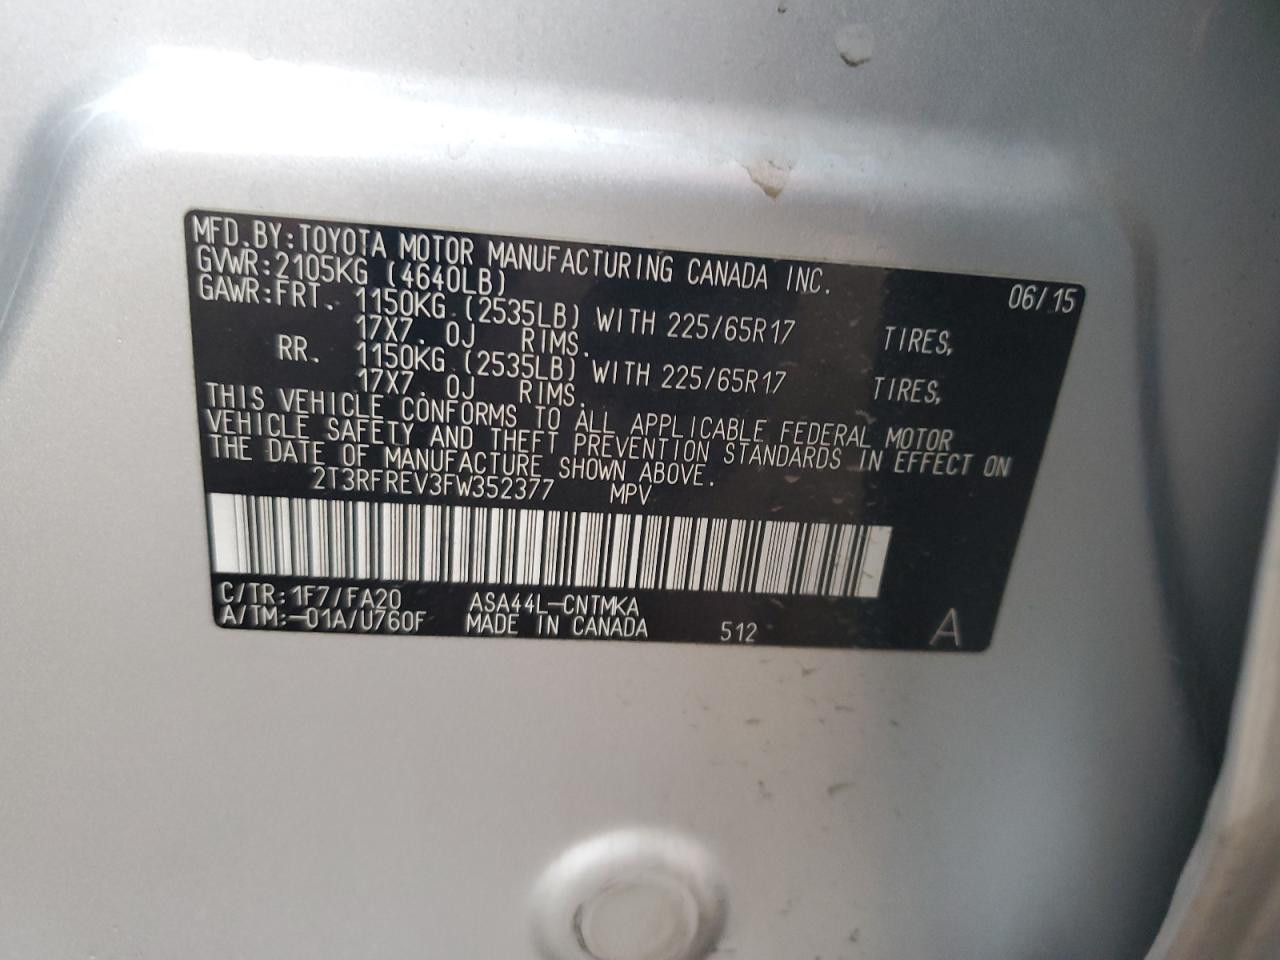 MFD.BY:TOYOTA MOTOR MANUFACTURING CANADA INC.
GVWR:2105KG (4640LB) 06/15
GAWR:FRT. 1150KG (2535LB) WITH 225/65R17 TIRES,
17X7.0J RIMS.
RR. 1150KG (2535LB) WITH 225/65R17 TIRES,
17X7.0J RIMS.
THIS VEHICLE CONFORMS TO ALL APPLICABLE FEDERAL MOTOR
VEHICLE SAFETY AND THEFT PREVENTION STANDARDS IN EFFECT ON
THE DATE OF MANUFACTURE SHOWN ABOVE.
2T3RFREV3FW352377 MPV
C/TR:1F7/FA20 ASA44L-CNTMKA
A/TM:-01A/U760F MADE IN CANADA 512 A